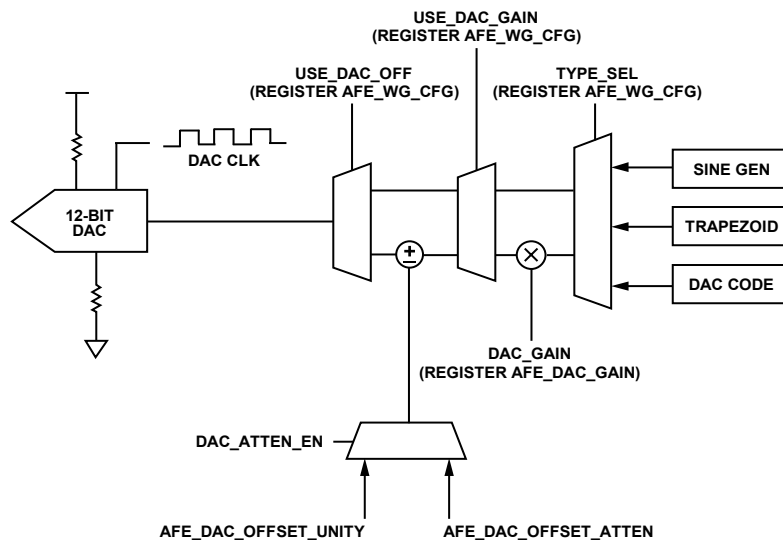 USE_DAC_GAIN
(REGISTER AFE_WG_CFG)
USE_DAC_OFF
(REGISTER AFE_WG_CFG)
TYPE_SEL
(REGISTER AFE_WG_CFG)
DAC CLK
SINE GEN
12-BIT
DAC
TRAPEZOID
+
−
×
DAC CODE
DAC_GAIN
(REGISTER AFE_DAC_GAIN)
DAC_ATTEN_EN
AFE_DAC_OFFSET_UNITY
AFE_DAC_OFFSET_ATTEN